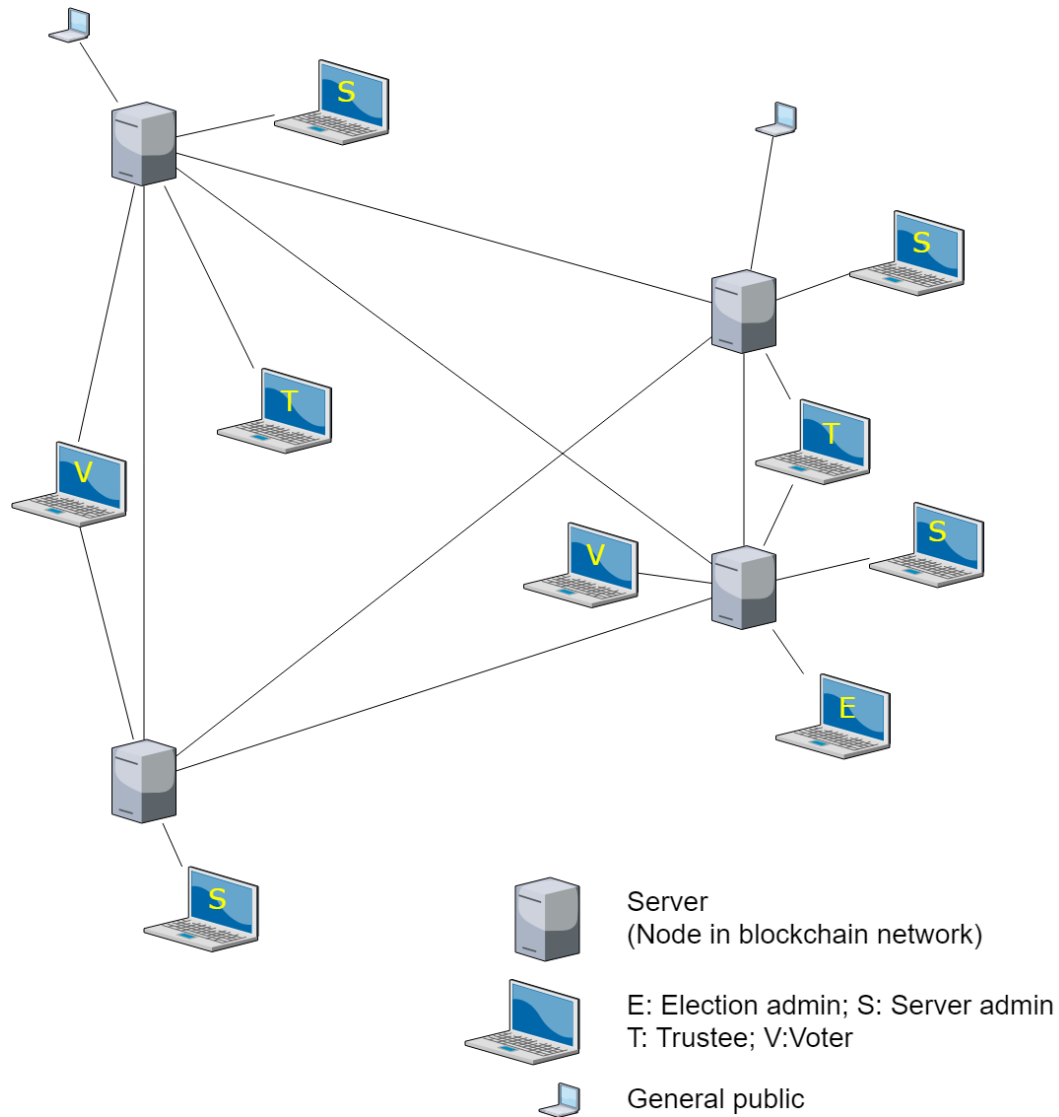 S
S
T
T
V
S
V
E
S
Server
(Node in blockchain network)
E: Election admin; S: Server admin
T: Trustee; V:Voter
General public